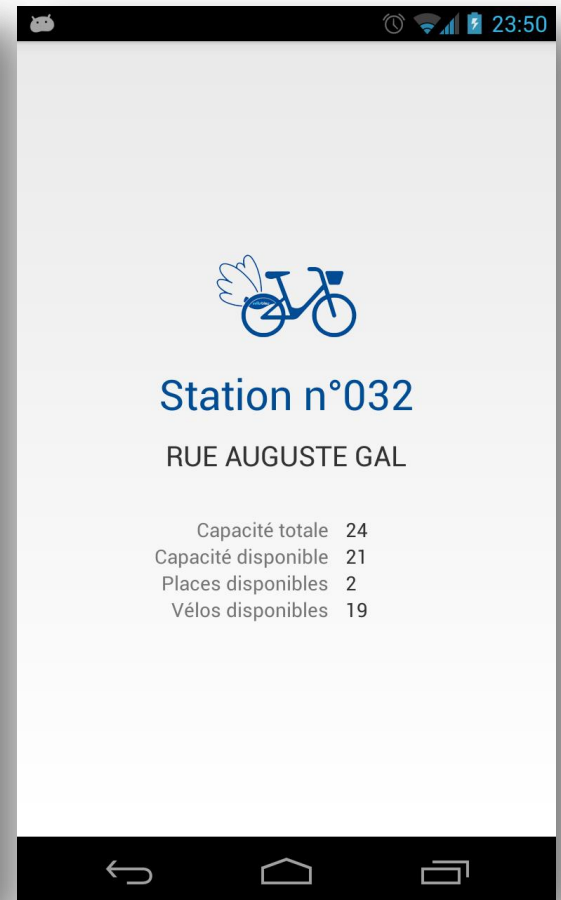 23:50
Station n°032
RUE AUGUSTE GAL
Capacité totale 24
Capacité disponible 21
Places disponibles 2
Vélos disponibles 19